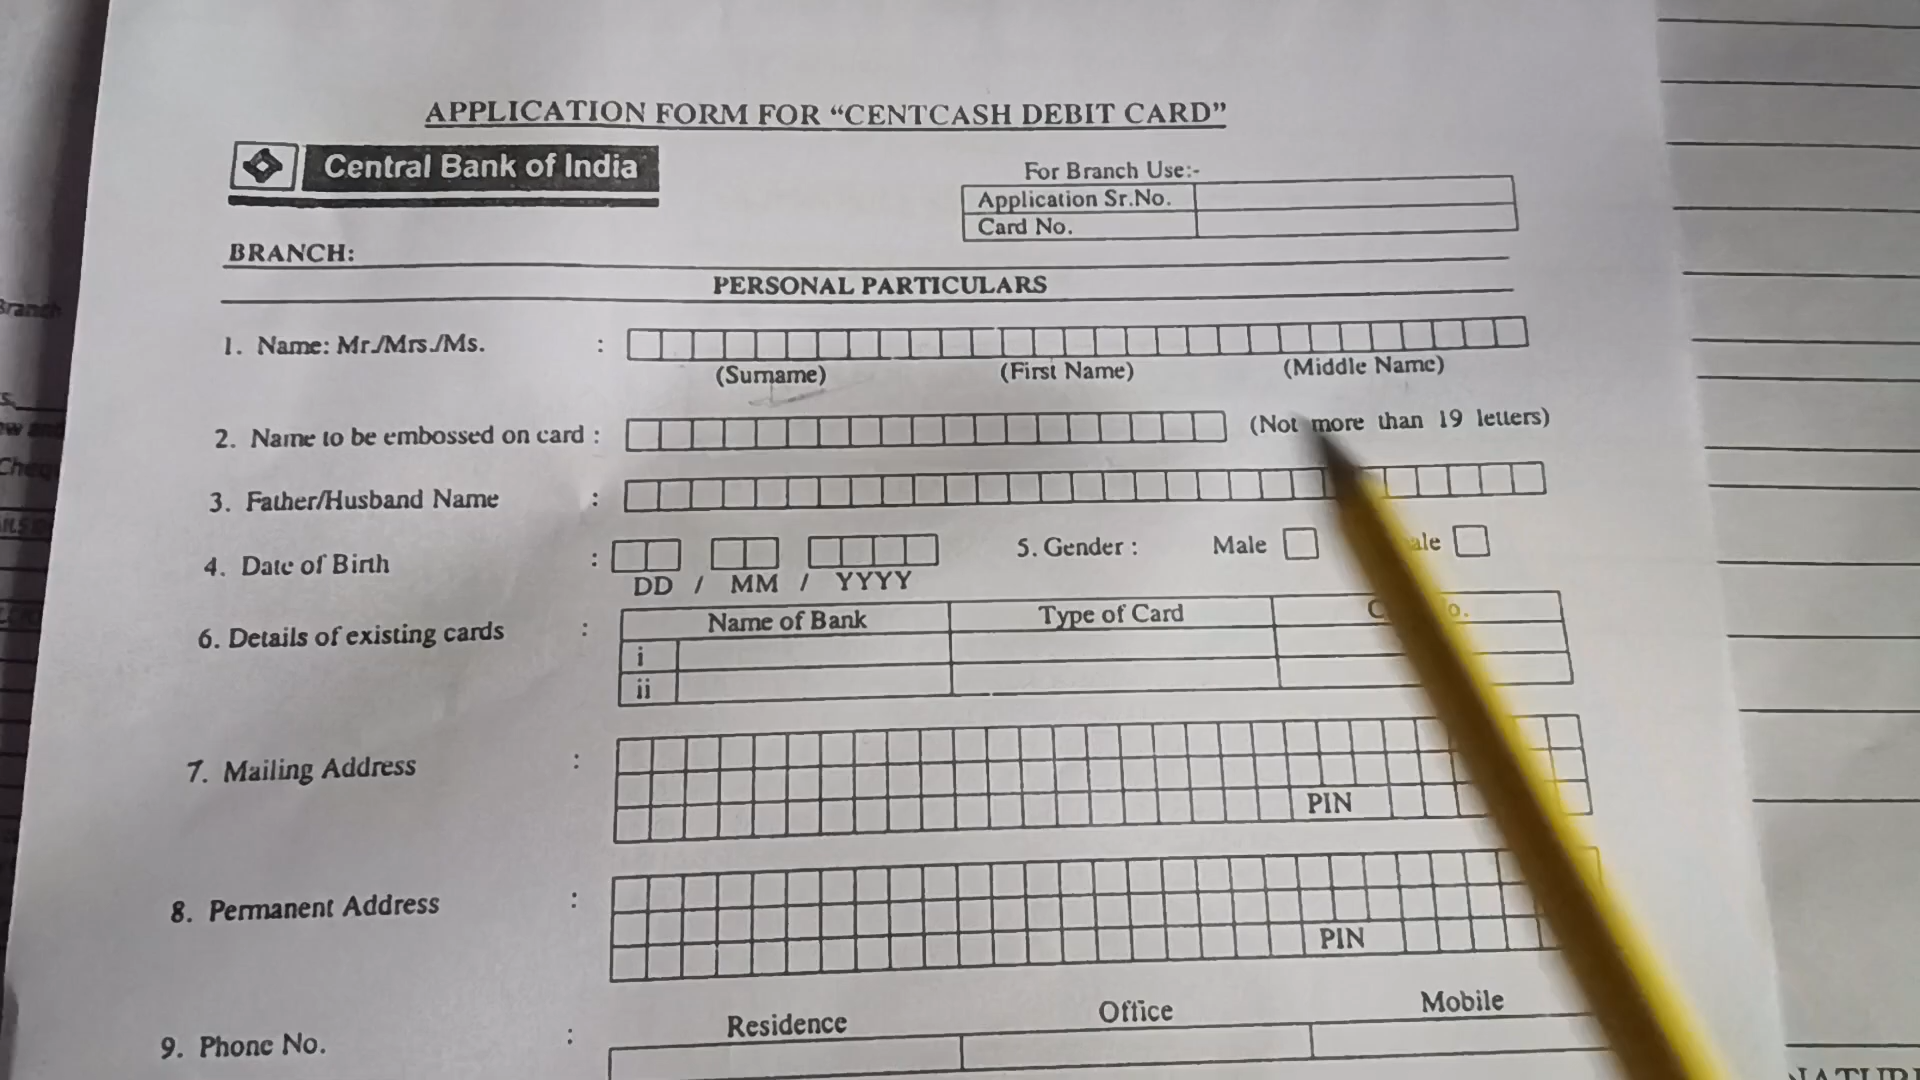 APPLICATION FORM FOR “CENTCASH DEBIT CARD”
Central Bank of India
For Branch Use:-
Application Sr.No.
Card No.
BRANCH:
PERSONAL PARTICULARS
1. Name: Mr./Mrs./Ms. :
(Surname) (First Name) (Middle Name)
2. Name to be embossed on card : (Not more than 19 letters)
3. Father/Husband Name :
4. Date of Birth : 5. Gender : Male
DD / MM / YYYY
6. Details of existing cards : Name of Bank Type of Card
i
ii
7. Mailing Address :
PIN
8. Permanent Address :
PIN
9. Phone No. : Residence Office Mobile
Branch